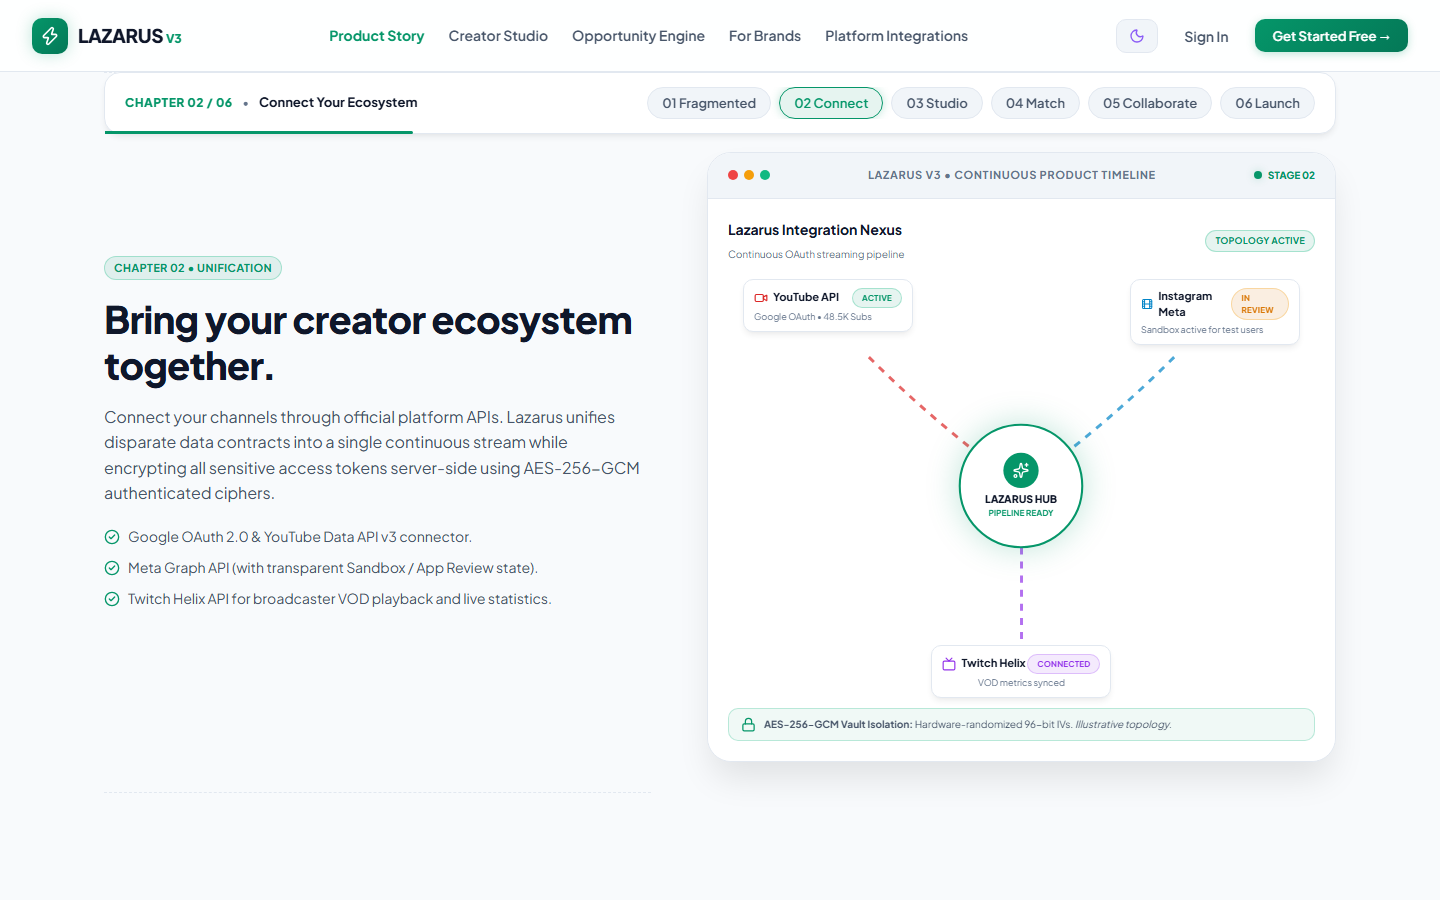 LAZARUS V3
Product Story
Creator Studio
Opportunity Engine
For Brands
Platform Integrations
Sign In
Get Started Free →
CHAPTER 02 / 06 • Connect Your Ecosystem
01 Fragmented
02 Connect
03 Studio
04 Match
05 Collaborate
06 Launch
CHAPTER 02 • UNIFICATION
Bring your creator ecosystem
together.
Connect your channels through official platform APIs. Lazarus unifies
disparate data contracts into a single continuous stream while
encrypting all sensitive access tokens server-side using AES-256-GCM
authenticated ciphers.
Google OAuth 2.0 & YouTube Data API v3 connector.
Meta Graph API (with transparent Sandbox / App Review state).
Twitch Helix API for broadcaster VOD playback and live statistics.
LAZARUS V3 • CONTINUOUS PRODUCT TIMELINE
STAGE 02
Lazarus Integration Nexus
Continuous OAuth streaming pipeline
TOPOLOGY ACTIVE
YouTube API
ACTIVE
Google OAuth • 48.5K Subs
Instagram
Meta
IN
REVIEW
Sandbox active for test users
LAZARUS HUB
PIPELINE READY
Twitch Helix
CONNECTED
VOD metrics synced
AES-256-GCM Vault Isolation: Hardware-randomized 96-bit IVs. Illustrative topology.